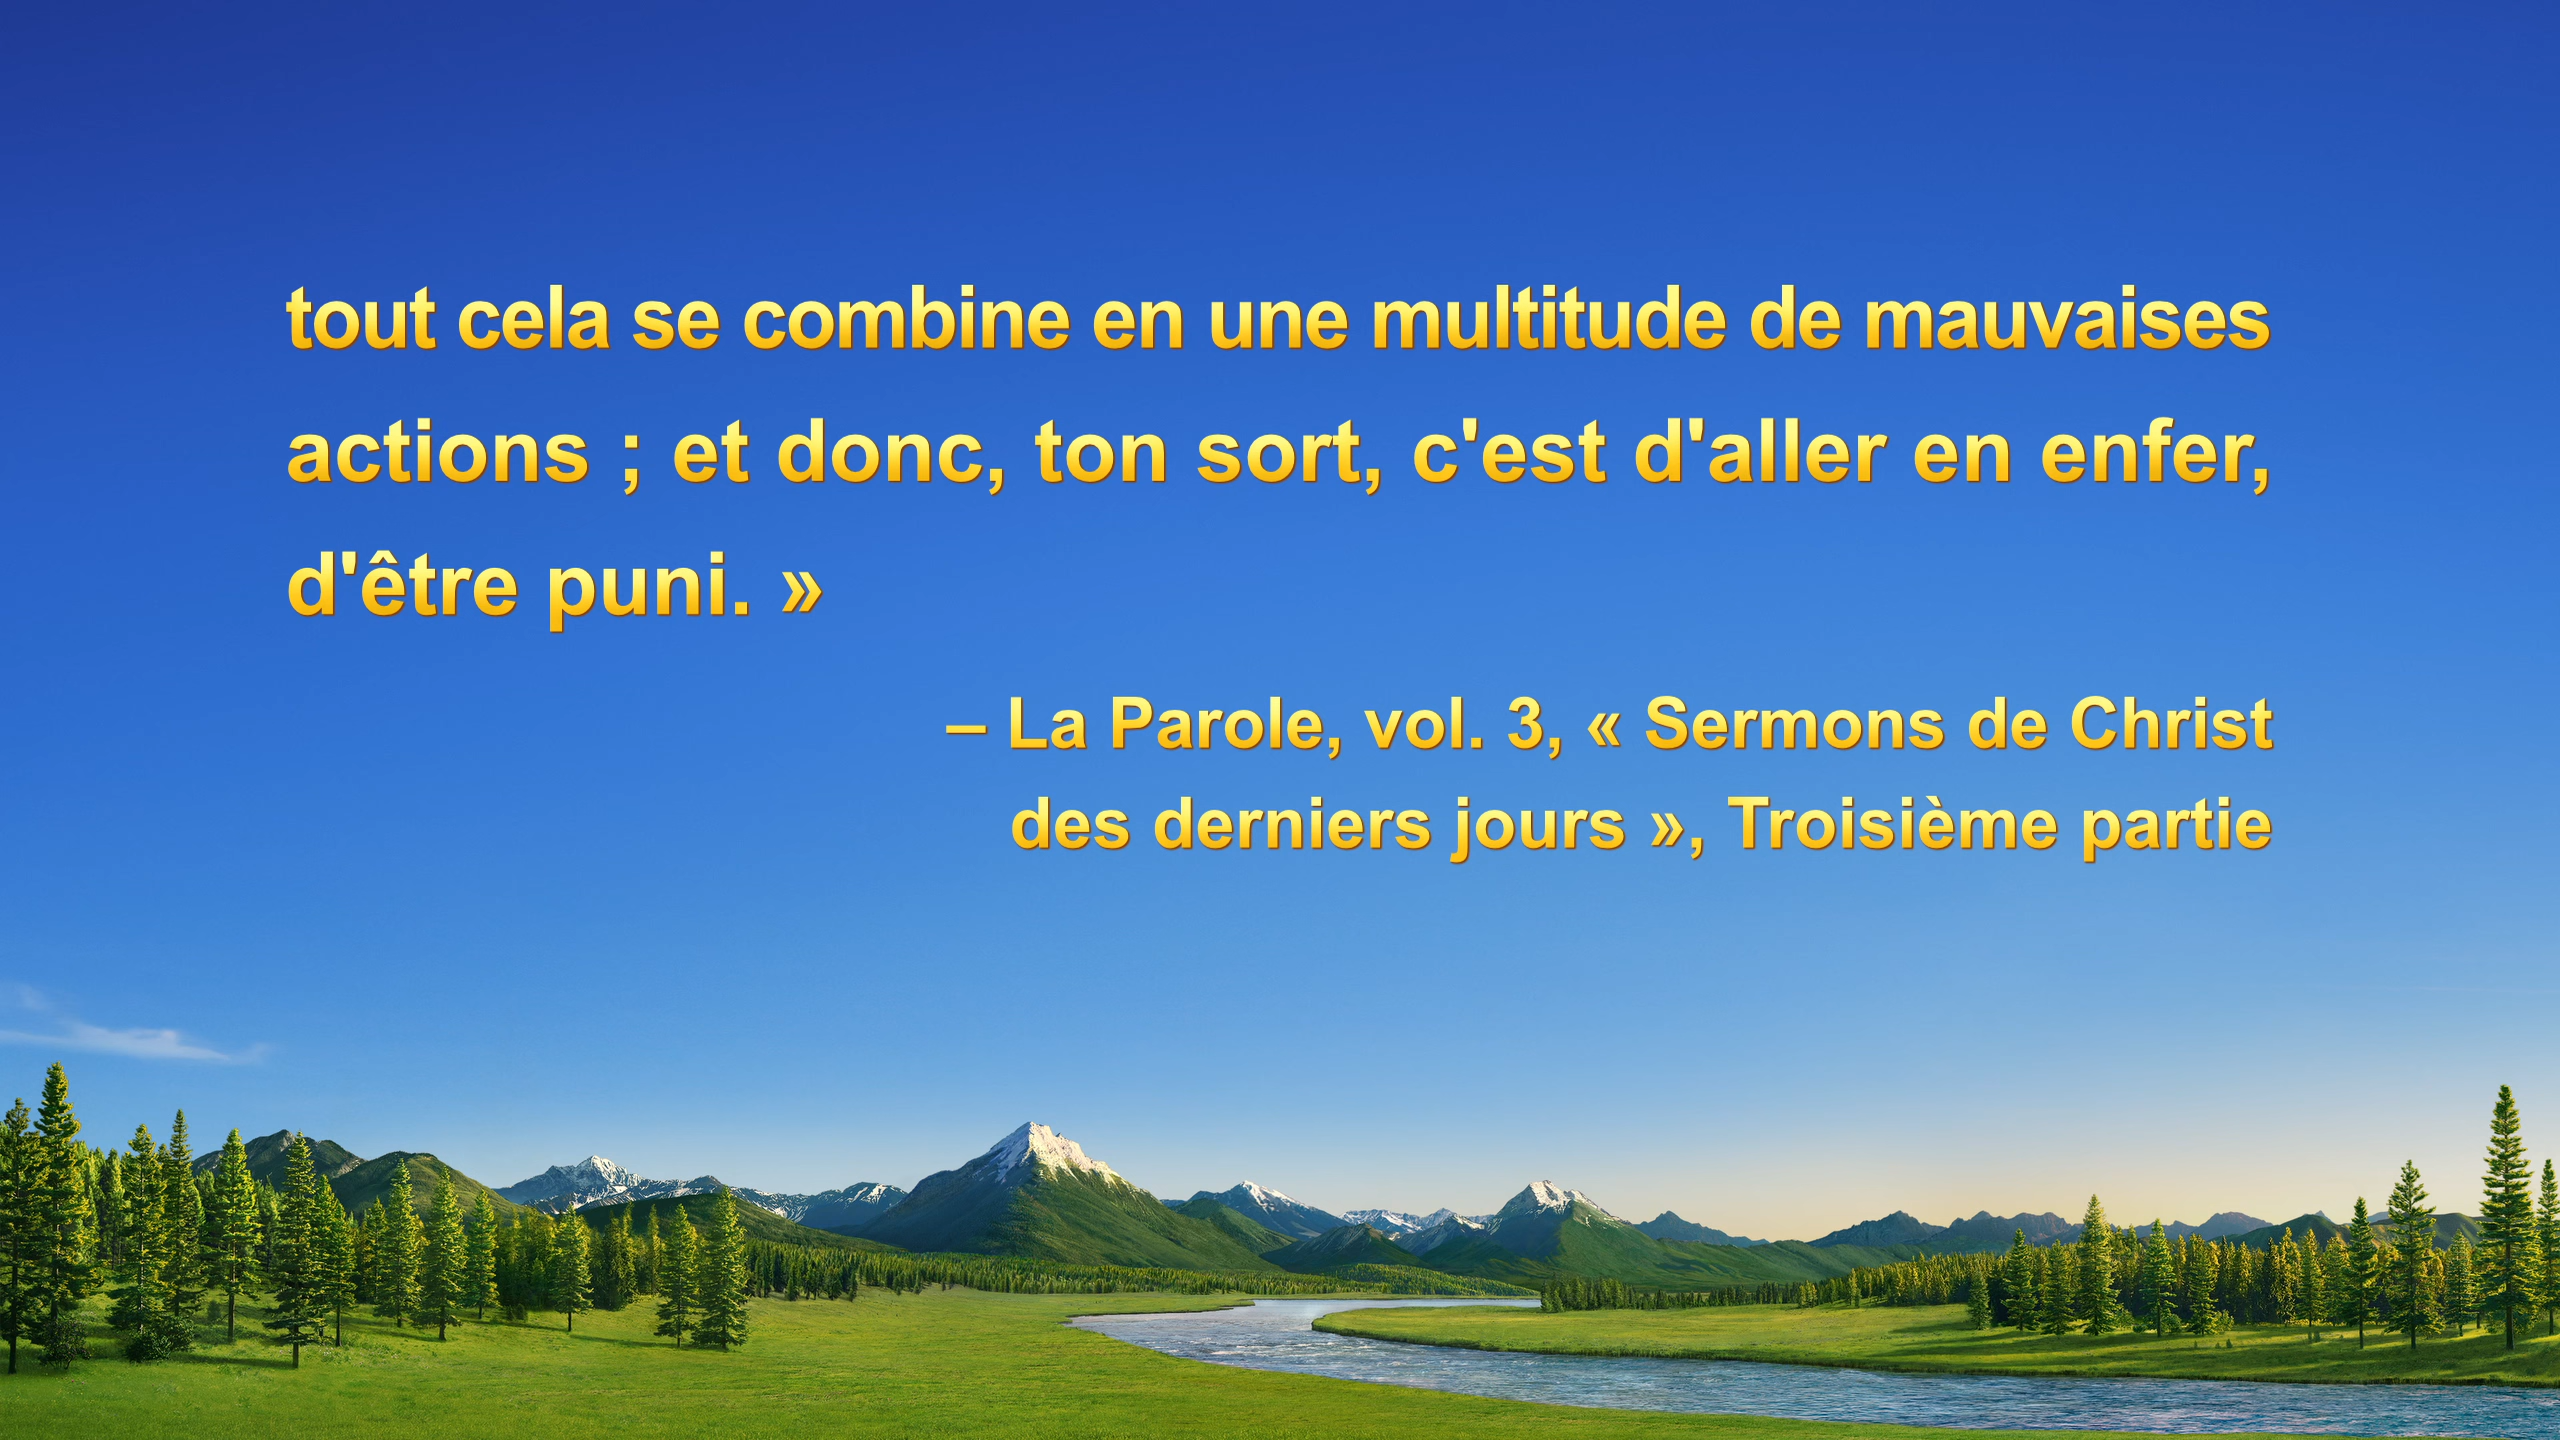 tout cela se combine en une multitude de mauvaises
actions ; et donc, ton sort, c'est d'aller en enfer,
d'être puni. »
– La Parole, vol. 3, « Sermons de Christ
des derniers jours », Troisième partie